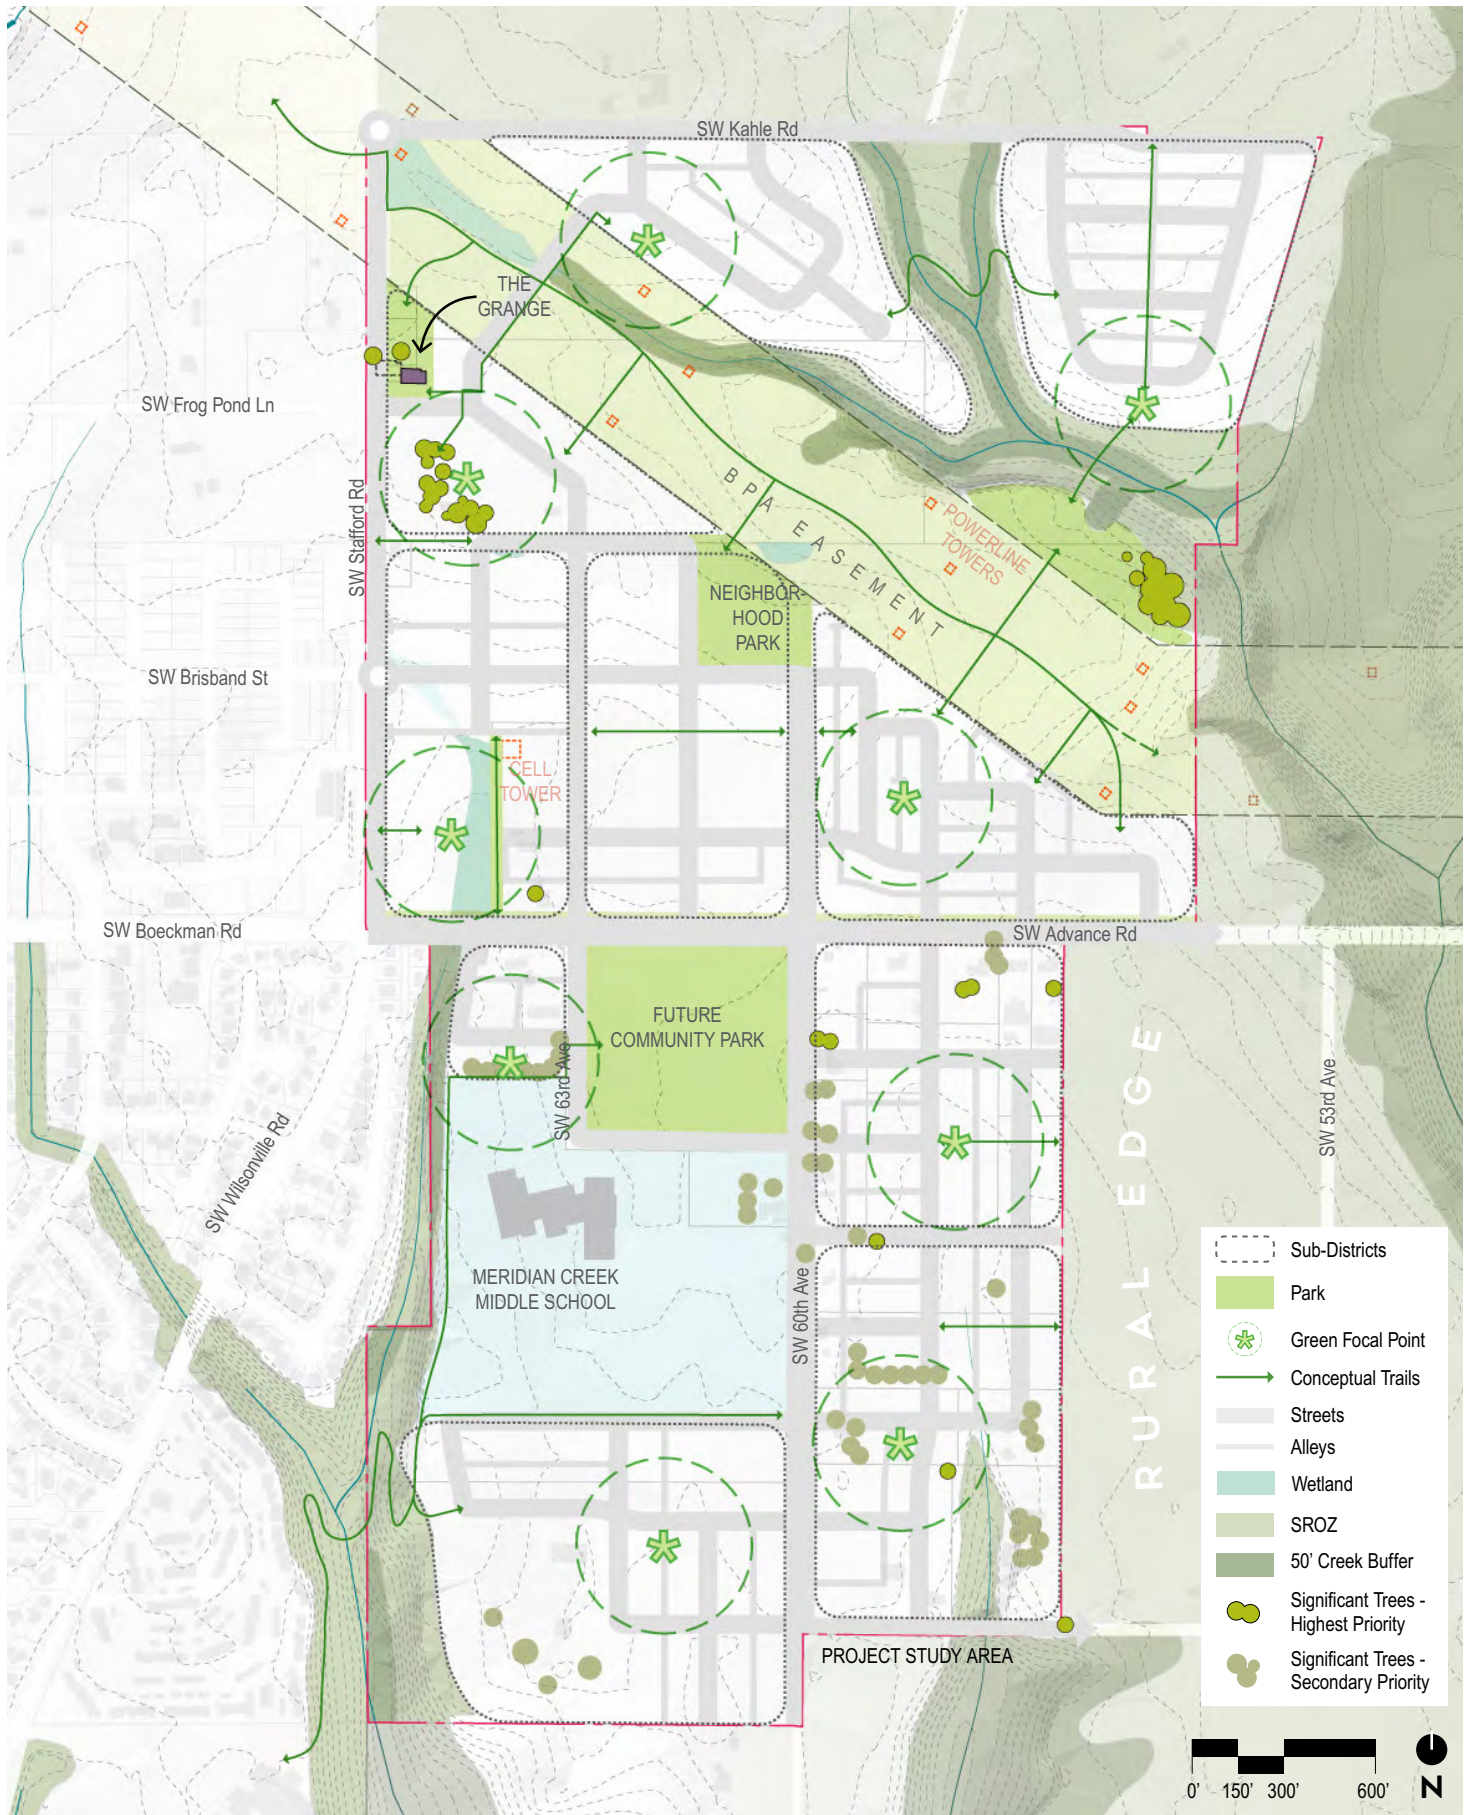 SW Kahle Rd
THE
GRANGE
SW Frog Pond Ln
SW Stafford Rd
BPA EASEMENT
POWERLINE
TOWERS
NEIGHBOR-
HOOD
PARK
SW Brisband St
CELL
TOWER
SW Boeckman Rd
SW Advance Rd
FUTURE
COMMUNITY PARK
SW 63rd Ave
SW Wilsonville Rd
SW 53rd Ave
RURAL EDGE
MERIDIAN CREEK
MIDDLE SCHOOL
SW 60th Ave
PROJECT STUDY AREA
Sub-Districts
Park
Green Focal Point
Conceptual Trails
Streets
Alleys
Wetland
SROZ
50’ Creek Buffer
Significant Trees -
Highest Priority
Significant Trees -
Secondary Priority
0' 150' 300' 600'
N